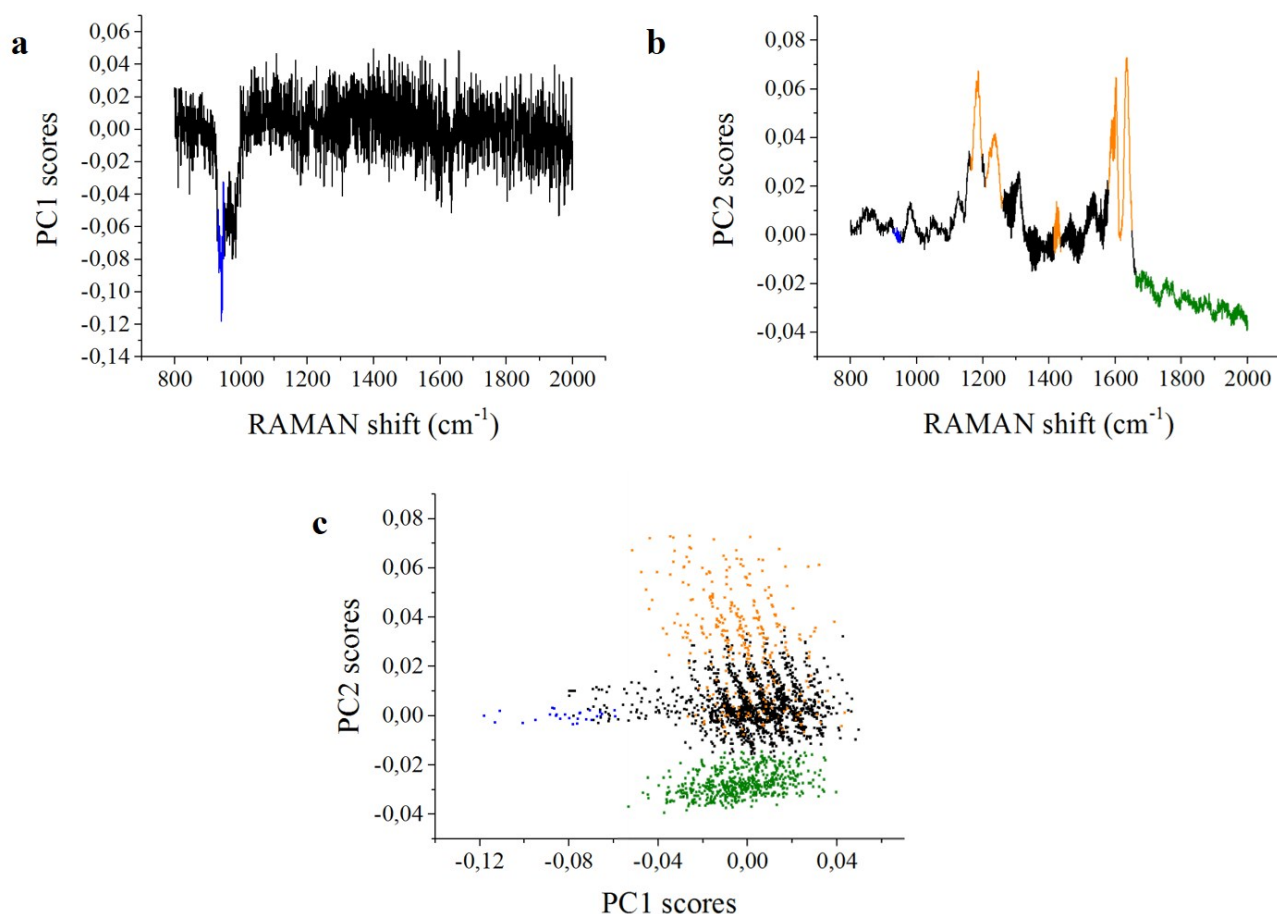 a
PC1 scores
0,06
0,04
0,02
0,00
-0,02
-0,04
-0,06
-0,08
-0,10
-0,12
-0,14
800 1000 1200 1400 1600 1800 2000
RAMAN shift (cm⁻¹)
b
PC2 scores
0,08
0,06
0,04
0,02
0,00
-0,02
-0,04
800 1000 1200 1400 1600 1800 2000
RAMAN shift (cm⁻¹)
c
PC2 scores
0,08
0,06
0,04
0,02
0,00
-0,02
-0,04
-0,12 -0,08 -0,04 0,00 0,04
PC1 scores